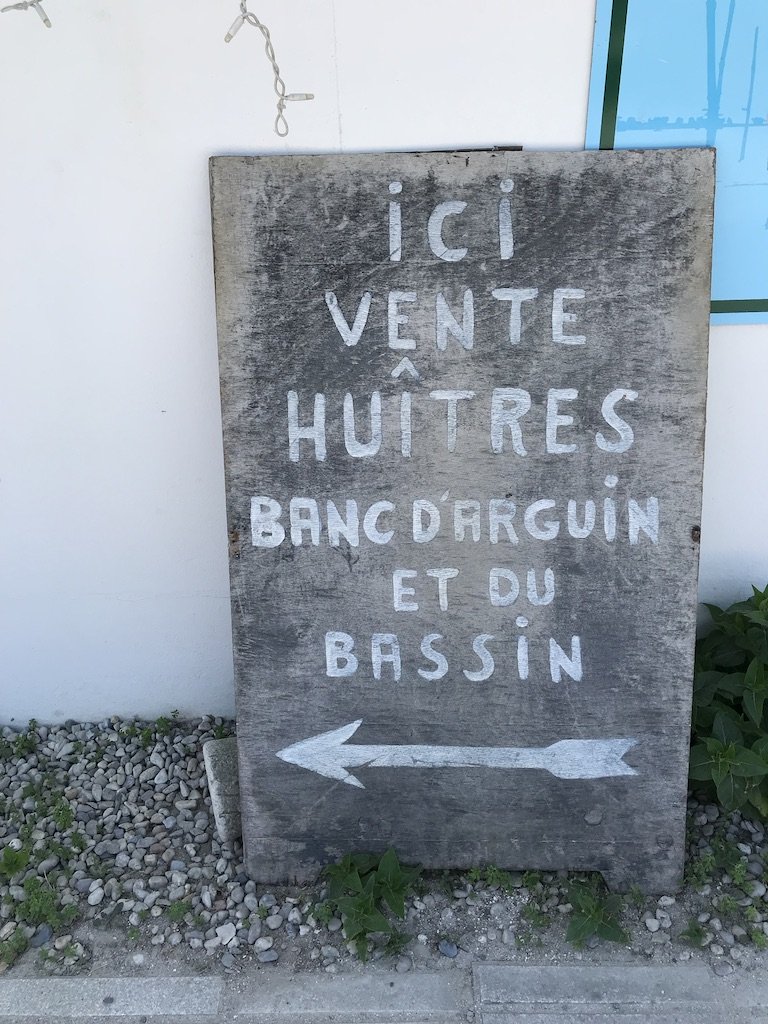 ici
VENTE
HUÎTRES
BANC D'ARGUiN
ET DU
BASSiN